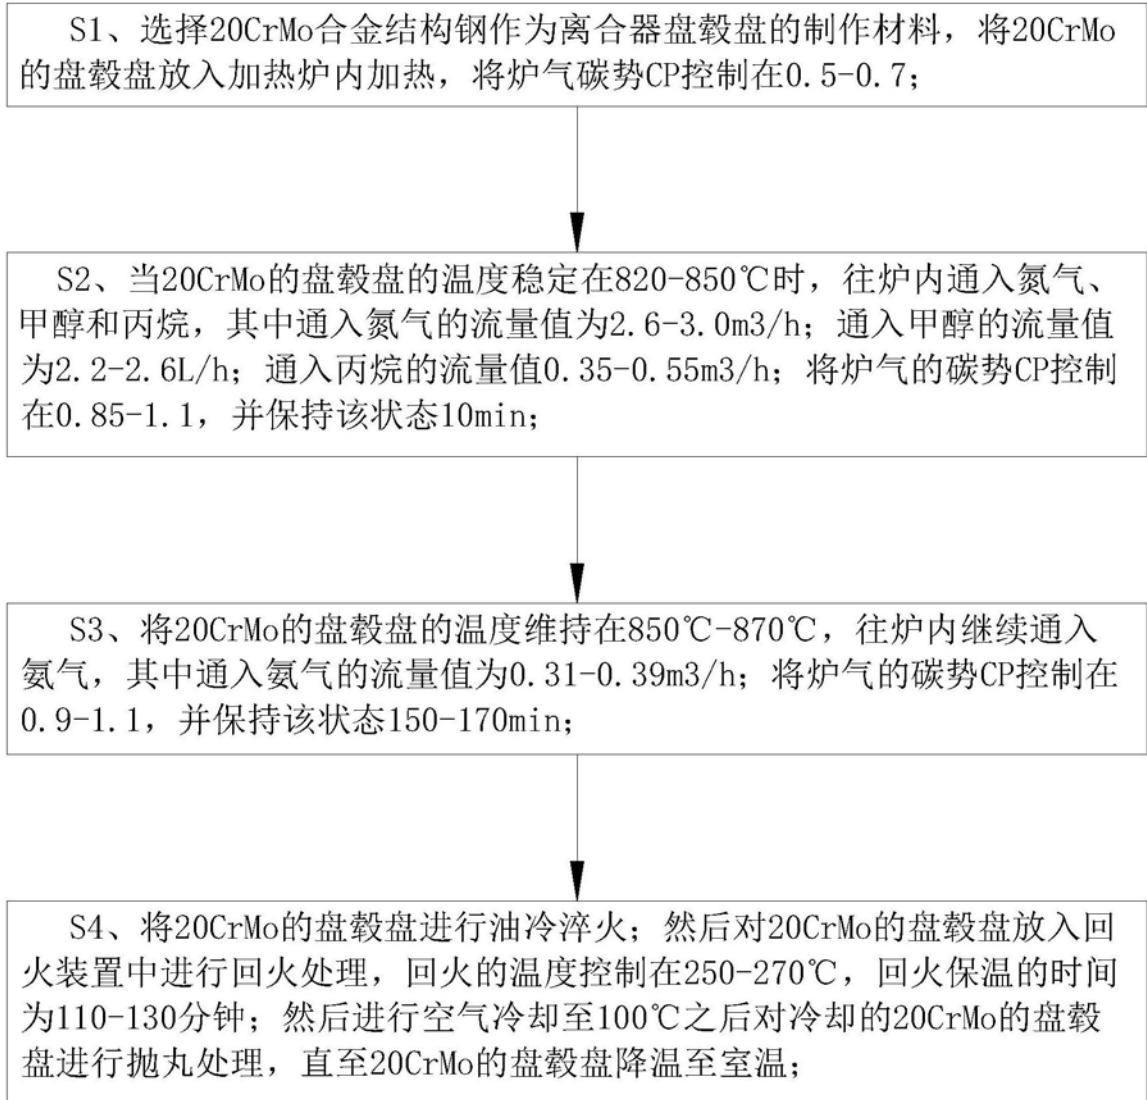 S1、选择20CrMo合金结构钢作为离合器盘毂盘的制作材料，将20CrMo
的盘毂盘放入加热炉内加热，将炉气碳势CP控制在0.5-0.7；
S2、当20CrMo的盘毂盘的温度稳定在820-850℃时，往炉内通入氮气、
甲醇和丙烷，其中通入氮气的流量值为2.6-3.0m3/h；通入甲醇的流量值
为2.2-2.6L/h；通入丙烷的流量值0.35-0.55m3/h；将炉气的碳势CP控制
在0.85-1.1，并保持该状态10min；
S3、将20CrMo的盘毂盘的温度维持在850℃-870℃，往炉内继续通入
氨气，其中通入氨气的流量值为0.31-0.39m3/h；将炉气的碳势CP控制在
0.9-1.1，并保持该状态150-170min；
S4、将20CrMo的盘毂盘进行油冷淬火；然后对20CrMo的盘毂盘放入回
火装置中进行回火处理，回火的温度控制在250-270℃，回火保温的时间
为110-130分钟；然后进行空气冷却至100℃之后对冷却的20CrMo的盘毂
盘进行抛丸处理，直至20CrMo的盘毂盘降温至室温；